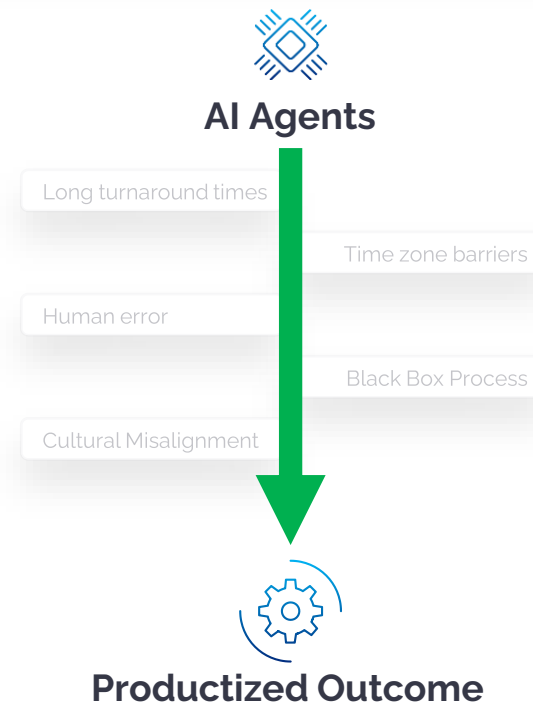 AI Agents
Long turnaround times
Time zone barriers
Human error
Black Box Process
Cultural Misalignment
Productized Outcome